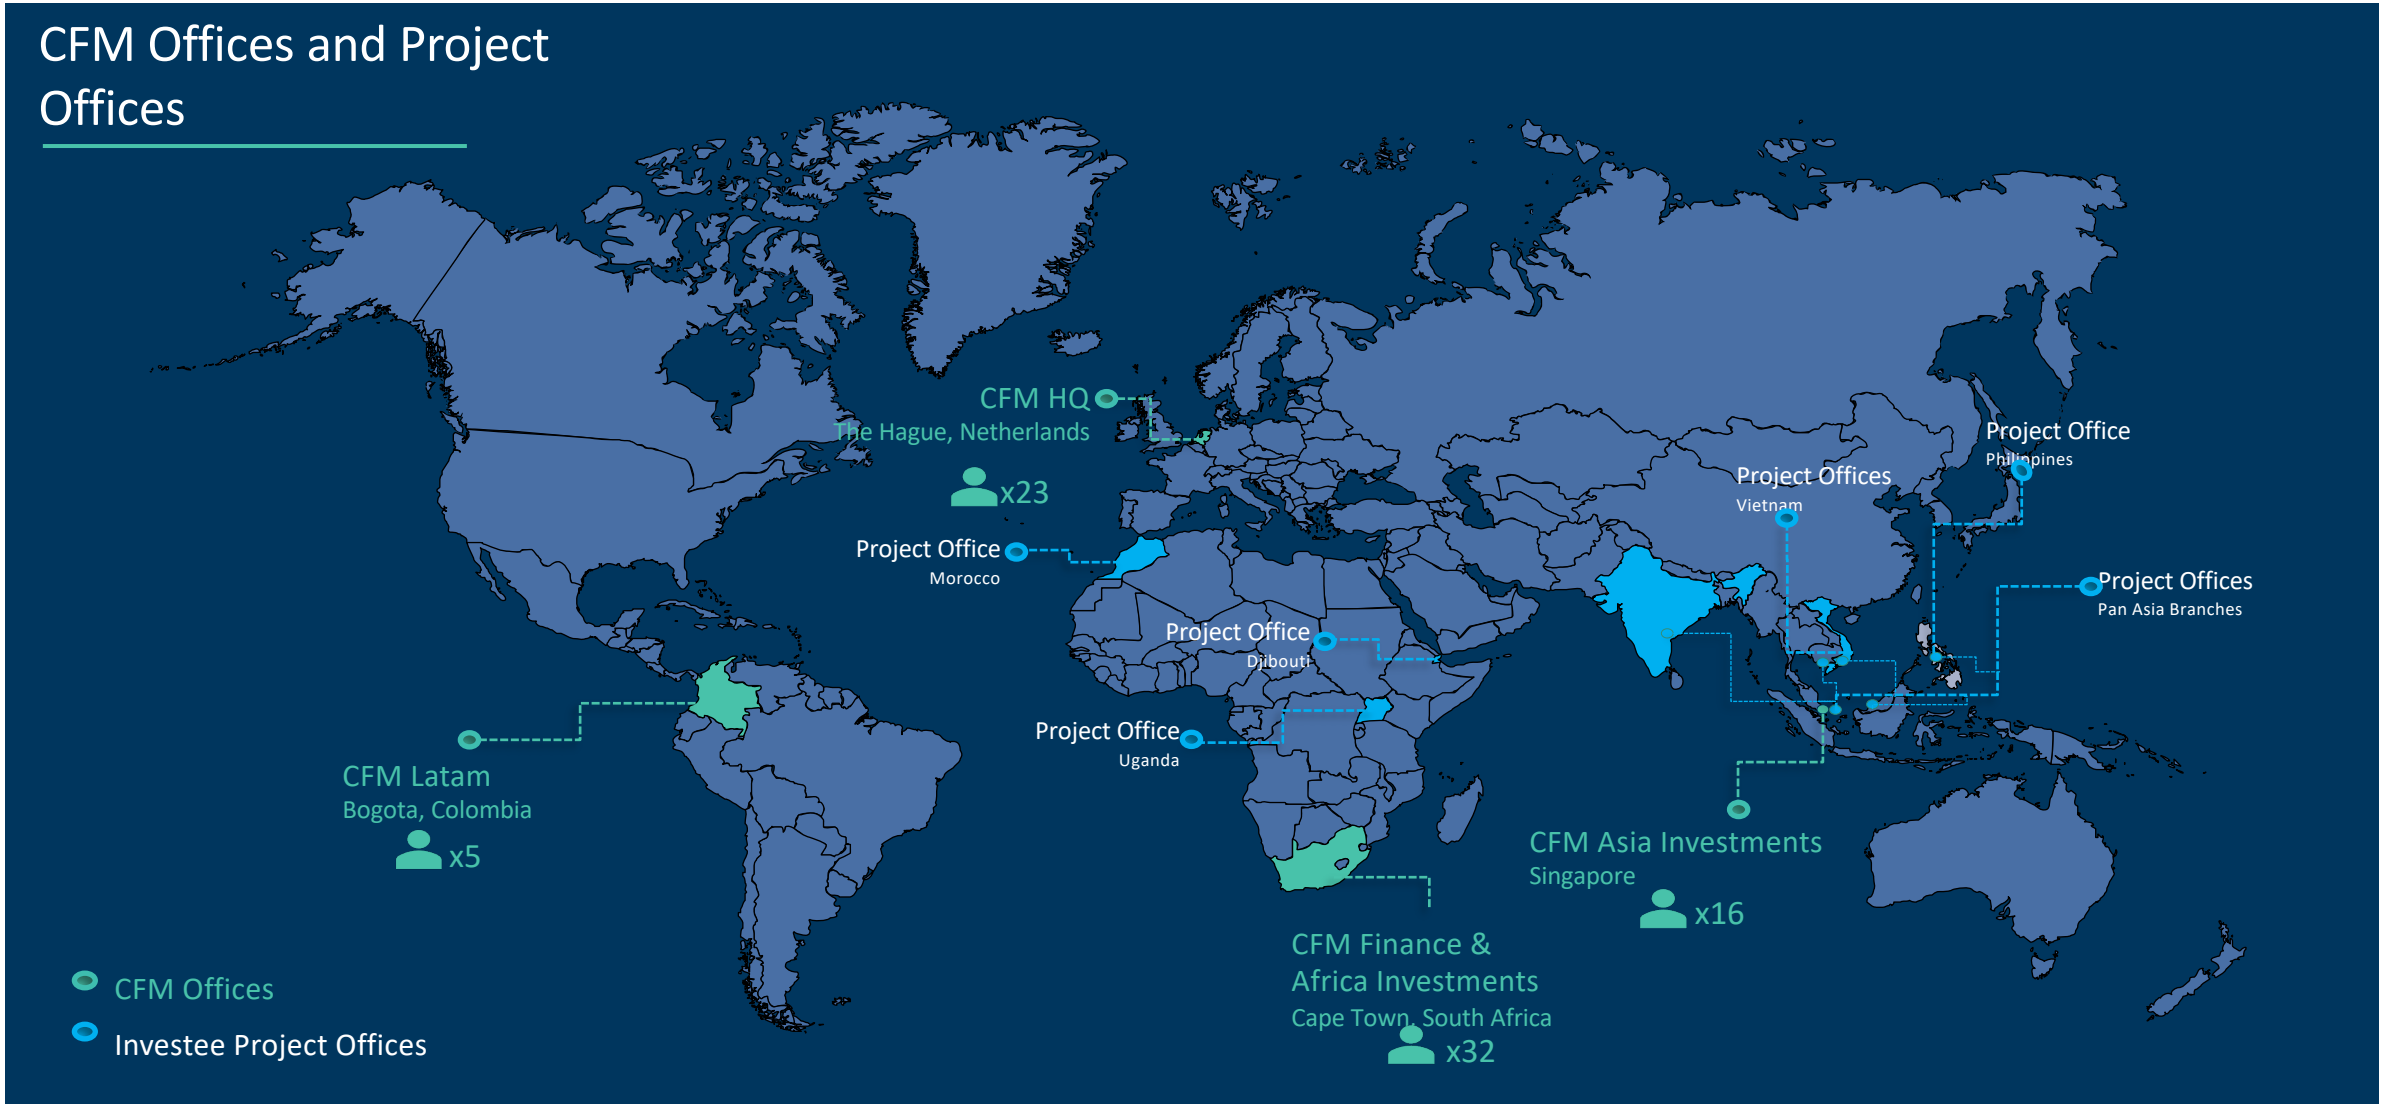 CFM Offices and Project
Offices
CFM HQ
The Hague, Netherlands
x23
Project Office
Philippines
Project Offices
Vietnam
Project Office
Morocco
Project Offices
Pan Asia Branches
Project Office
Djibouti
Project Office
Uganda
CFM Latam
Bogota, Colombia
x5
CFM Asia Investments
Singapore
x16
CFM Finance &
Africa Investments
Cape Town, South Africa
x32
CFM Offices
Investee Project Offices